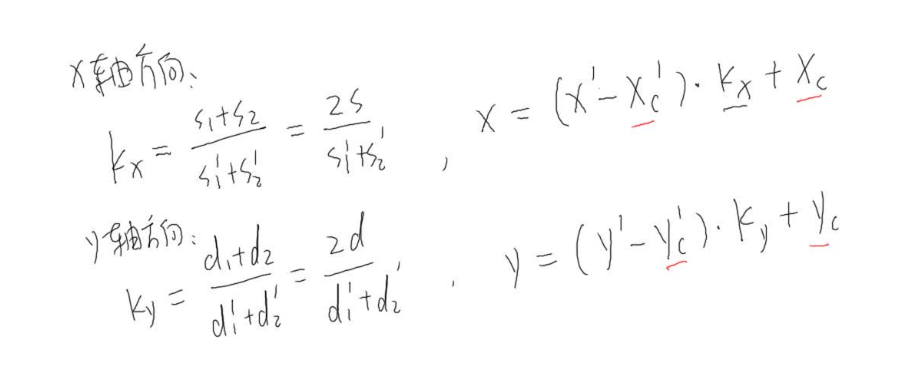 x轴方向:
kx = (s1+s2)/(s1'+s2') = 2s/(s1'+s2') , x = (x'-xc')·kx+xc
y轴方向:
ky = (d1+d2)/(d1'+d2') = 2d/(d1'+d2') . y = (y'-yc')·ky+yc